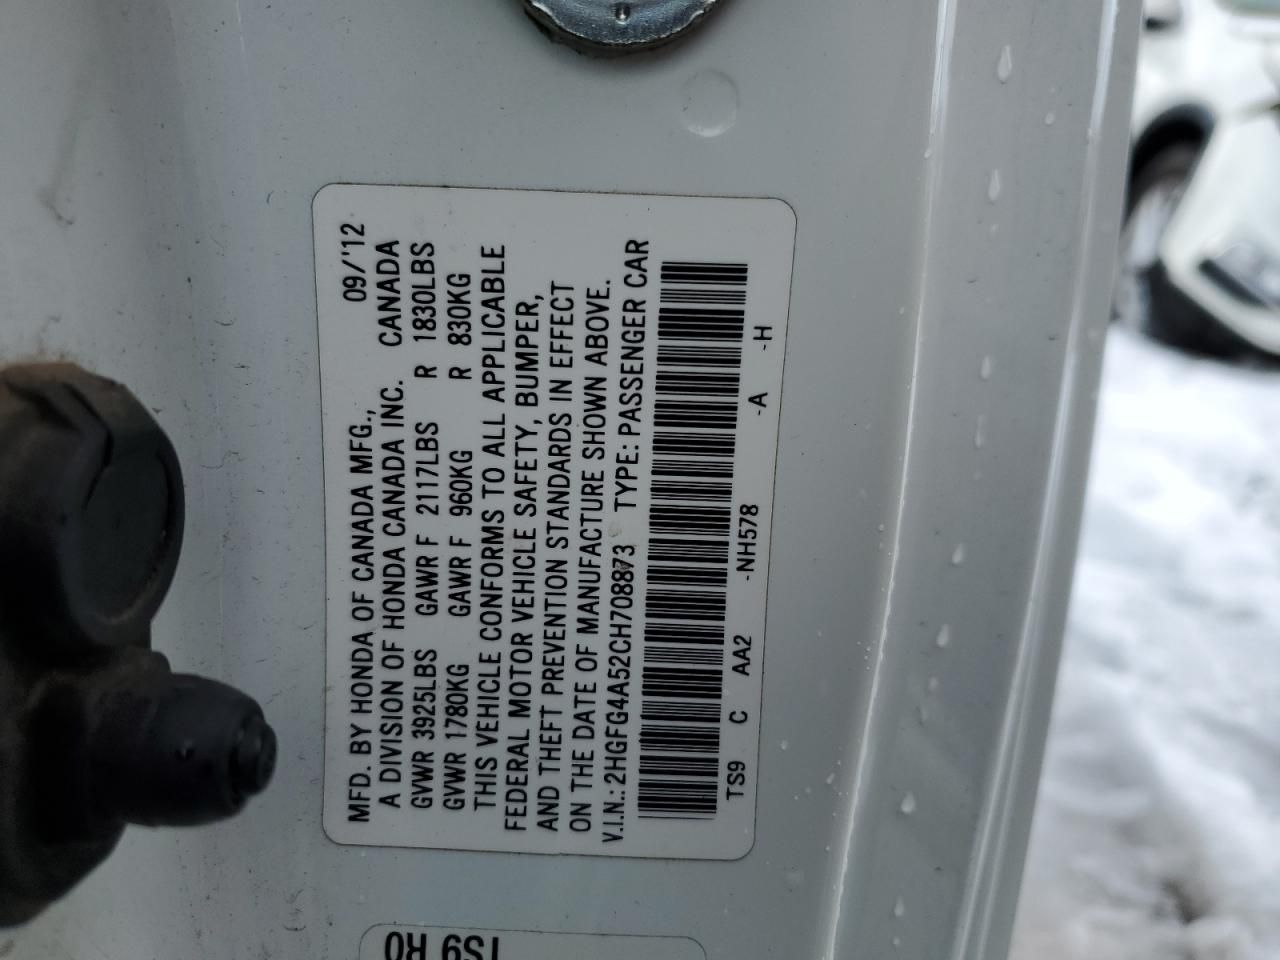 MFD. BY HONDA OF CANADA MFG., 09/'12
A DIVISION OF HONDA CANADA INC. CANADA
GVWR 3925LBS GAWR F 2117LBS R 1830LBS
GVWR 1780KG GAWR F 960KG R 830KG
THIS VEHICLE CONFORMS TO ALL APPLICABLE
FEDERAL MOTOR VEHICLE SAFETY, BUMPER,
AND THEFT PREVENTION STANDARDS IN EFFECT
ON THE DATE OF MANUFACTURE SHOWN ABOVE.
V.I.N.: 2HGFG4A52CH708873 TYPE: PASSENGER CAR
TS9 C AA2 -NH578 -A -H
TS9 R0